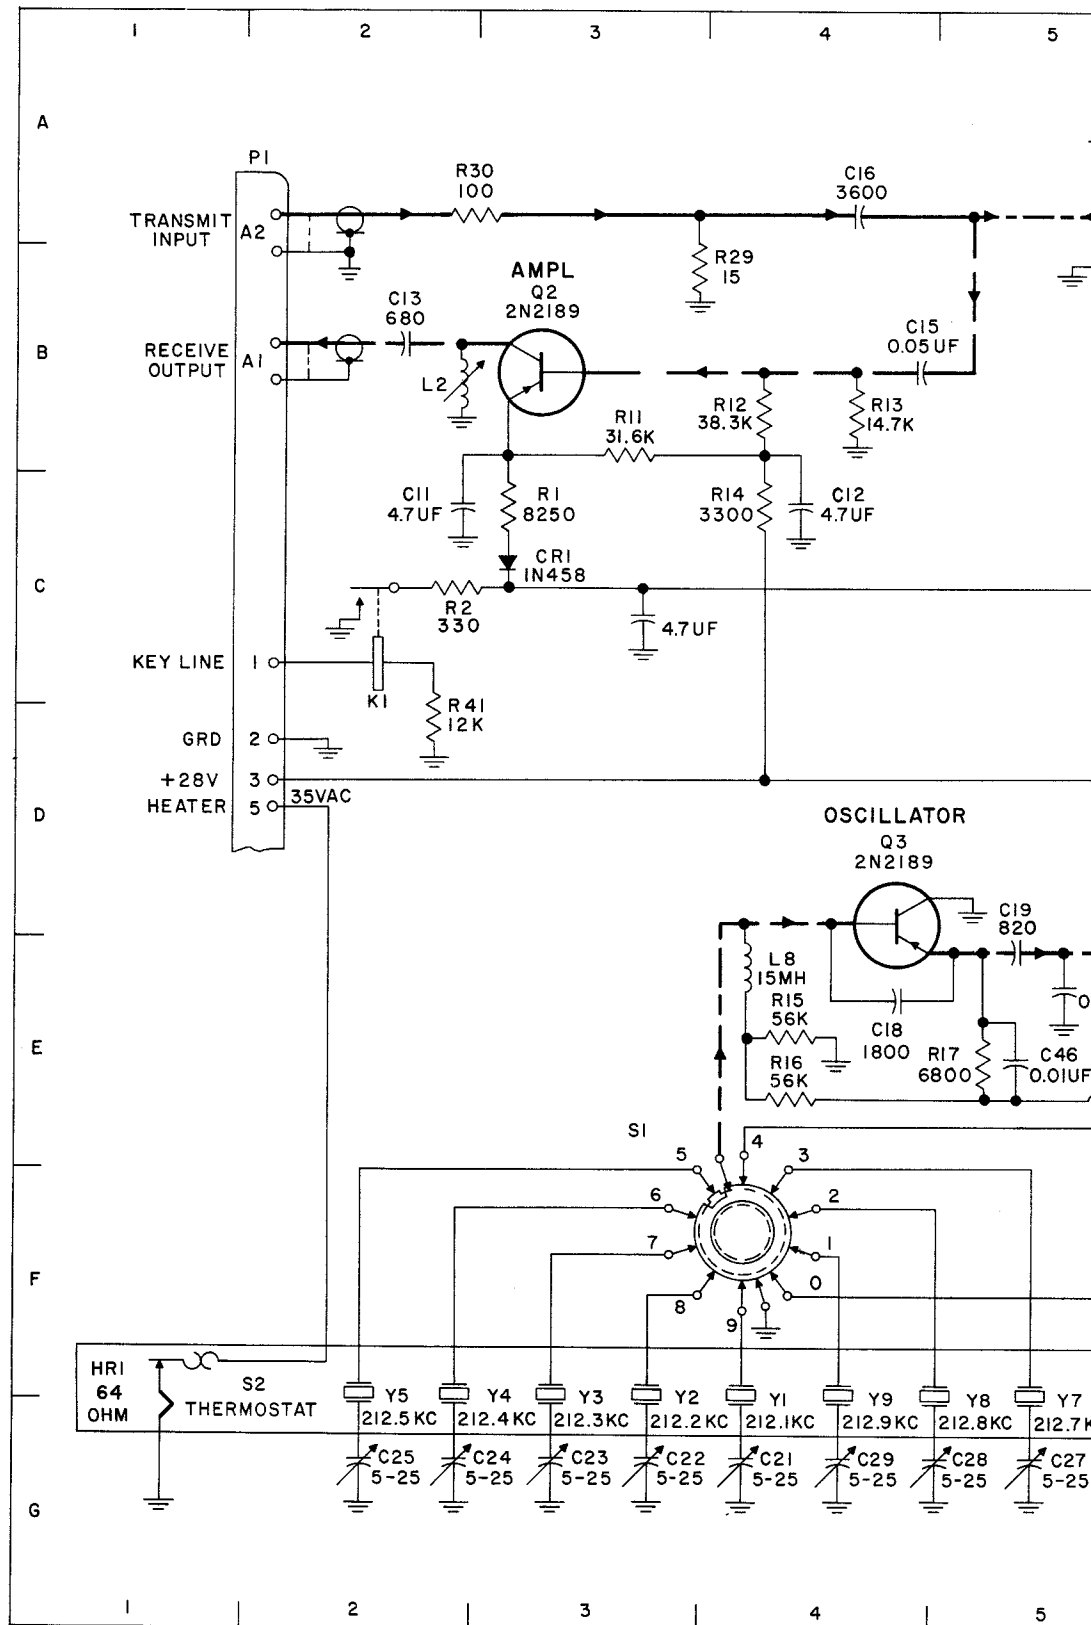 1 2 3 4 5
A
P1
R30
100
C16
3600
TRANSMIT
INPUT
A2
R29
15
AMPL
Q2
2N2189
C13
680
C15
0.05UF
B
RECEIVE
OUTPUT
A1
L2
R12
38.3K
R13
14.7K
R11
31.6K
C11
4.7UF
R1
8250
R14
3300
C12
4.7UF
CR1
1N458
C
R2
330
4.7UF
KEY LINE 1
K1
R41
12K
GRD 2
+28V 3
HEATER 5
35VAC
D
OSCILLATOR
Q3
2N2189
C19
820
L8
15MH
R15
56K
C18
1800
R17
6800
C46
0.01UF
0
E
R16
56K
S1
4
5
3
6
2
7
1
8
0
9
F
HR1
64
OHM
S2
THERMOSTAT
Y5
212.5KC
Y4
212.4KC
Y3
212.3KC
Y2
212.2KC
Y1
212.1KC
Y9
212.9KC
Y8
212.8KC
Y7
212.7K
C25
5-25
C24
5-25
C23
5-25
C22
5-25
C21
5-25
C29
5-25
C28
5-25
C27
5-25
G
1 2 3 4 5